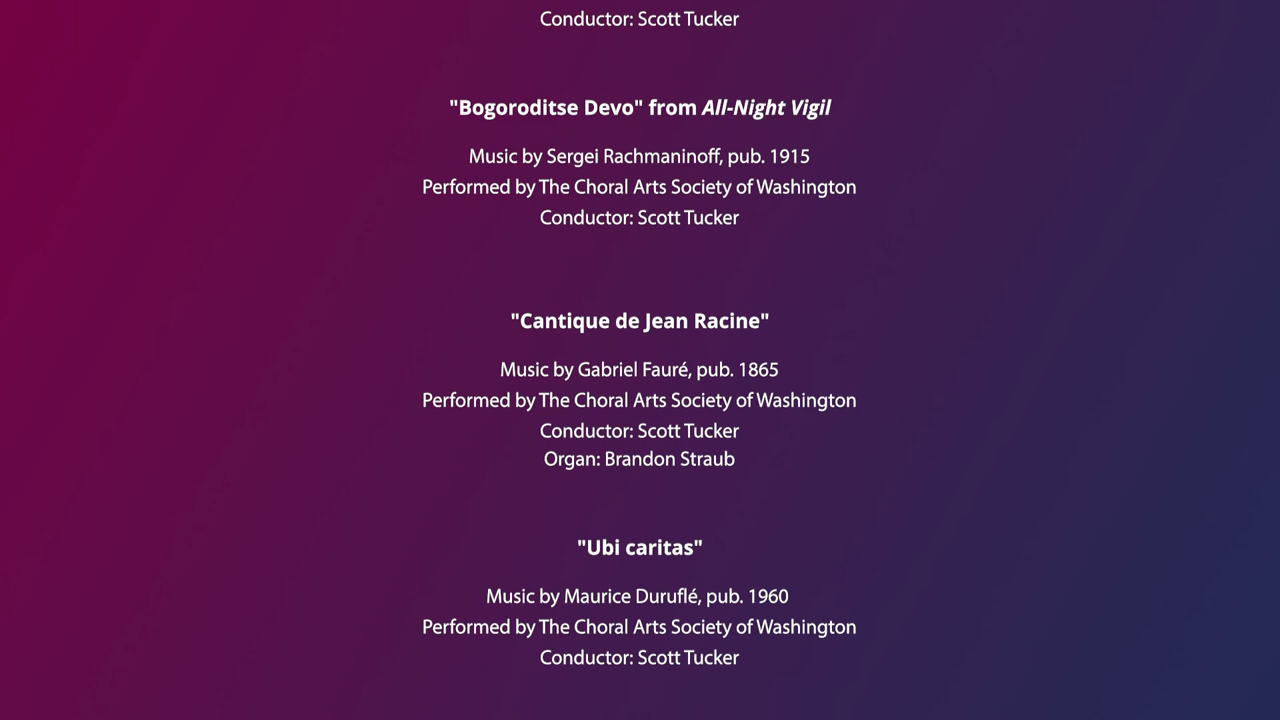 Conductor: Scott Tucker
"Bogoroditse Devo" from All-Night Vigil
Music by Sergei Rachmaninoff, pub. 1915
Performed by The Choral Arts Society of Washington
Conductor: Scott Tucker
"Cantique de Jean Racine"
Music by Gabriel Fauré, pub. 1865
Performed by The Choral Arts Society of Washington
Conductor: Scott Tucker
Organ: Brandon Straub
"Ubi caritas"
Music by Maurice Duruflé, pub. 1960
Performed by The Choral Arts Society of Washington
Conductor: Scott Tucker